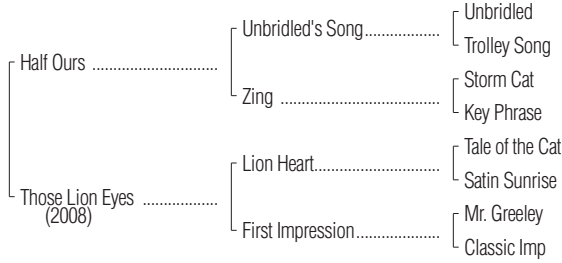 Unbridled
Unbridled's Song
Trolley Song
Half Ours
Storm Cat
Zing
Key Phrase
Tale of the Cat
Lion Heart
Satin Sunrise
Those Lion Eyes
(2008)
Mr. Greeley
First Impression
Classic Imp